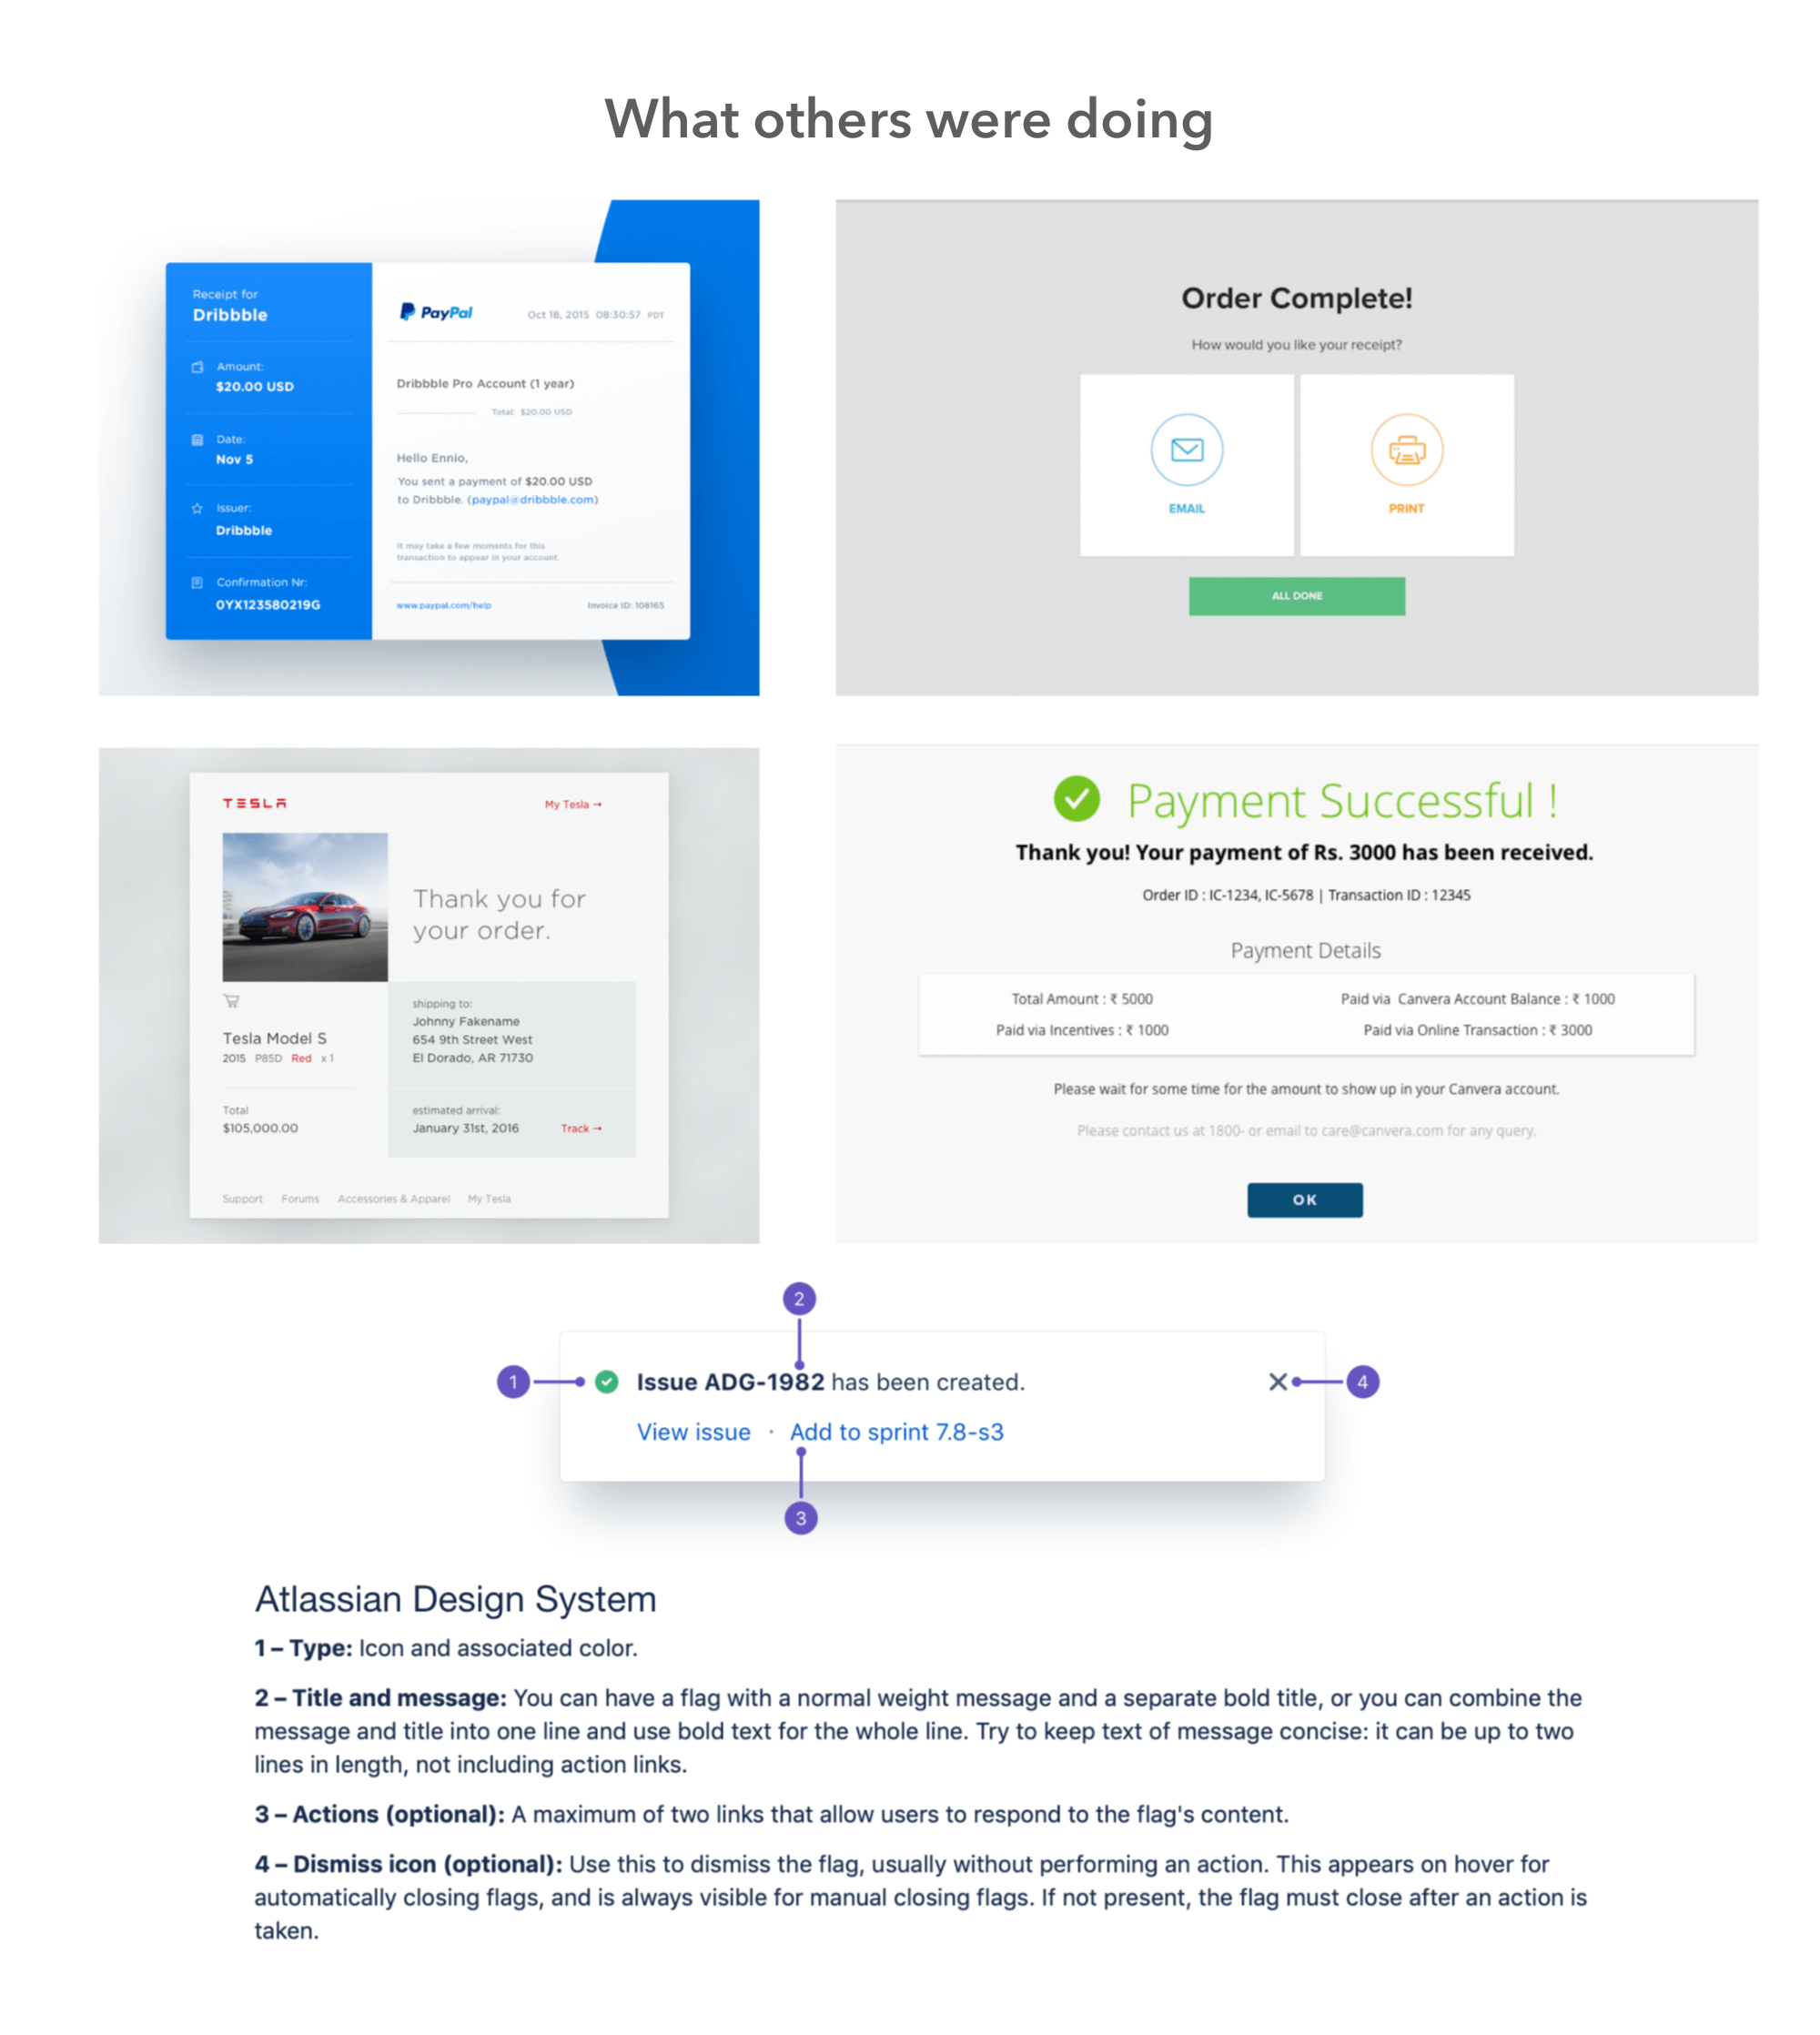 What others were doing
Receipt for
Dribbble
Amount:
$20.00 USD
Date:
Nov 5
Issuer:
Dribbble
Confirmation Nr:
0YX123580219G
PayPal
Oct 18, 2015 08:30:57 PDT
Dribbble Pro Account (1 year)
Total: $20.00 USD
Hello Ennio,
You sent a payment of $20.00 USD
to Dribbble. (paypal@dribbble.com)
It may take a few moments for this
transaction to appear in your account.
www.paypal.com/help
Invoice ID: 108165
Order Complete!
How would you like your receipt?
EMAIL
PRINT
ALL DONE
TESLA
My Tesla →
Thank you for
your order.
Tesla Model S
2015 P85D Red x 1
Total
$105,000.00
shipping to:
Johnny Fakename
654 9th Street West
El Dorado, AR 71730
estimated arrival:
January 31st, 2016
Track →
Support Forums Accessories & Apparel My Tesla
Payment Successful !
Thank you! Your payment of Rs. 3000 has been received.
Order ID : IC-1234, IC-5678 | Transaction ID : 12345
Payment Details
Total Amount : ₹ 5000
Paid via Canvera Account Balance : ₹ 1000
Paid via Incentives : ₹ 1000
Paid via Online Transaction : ₹ 3000
Please wait for some time for the amount to show up in your Canvera account.
Please contact us at 1800- or email to care@canvera.com for any query.
OK
2
1
Issue ADG-1982 has been created.
4
View issue · Add to sprint 7.8-s3
3
Atlassian Design System
1 – Type: Icon and associated color.
2 – Title and message: You can have a flag with a normal weight message and a separate bold title, or you can combine the
message and title into one line and use bold text for the whole line. Try to keep text of message concise: it can be up to two
lines in length, not including action links.
3 – Actions (optional): A maximum of two links that allow users to respond to the flag's content.
4 – Dismiss icon (optional): Use this to dismiss the flag, usually without performing an action. This appears on hover for
automatically closing flags, and is always visible for manual closing flags. If not present, the flag must close after an action is
taken.